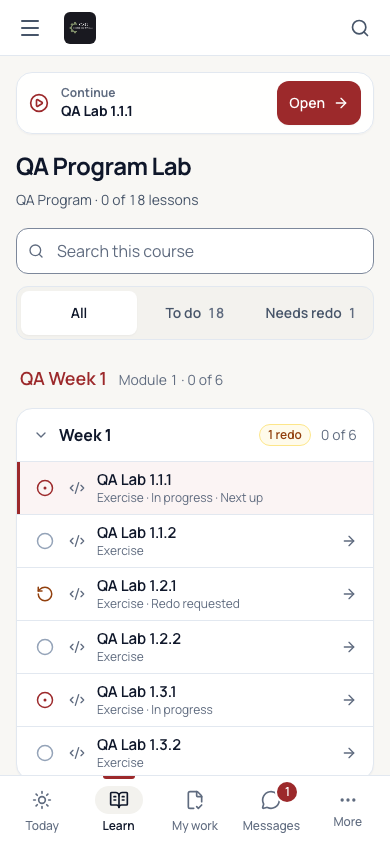 Continue
QA Lab 1.1.1
Open
QA Program Lab
QA Program · 0 of 18 lessons
Search this course
All
To do 18
Needs redo 1
QA Week 1 Module 1 · 0 of 6
Week 1
1 redo
0 of 6
QA Lab 1.1.1
Exercise · In progress · Next up
QA Lab 1.1.2
Exercise
QA Lab 1.2.1
Exercise · Redo requested
QA Lab 1.2.2
Exercise
QA Lab 1.3.1
Exercise · In progress
QA Lab 1.3.2
Exercise
1
Today
Learn
My work
Messages
More